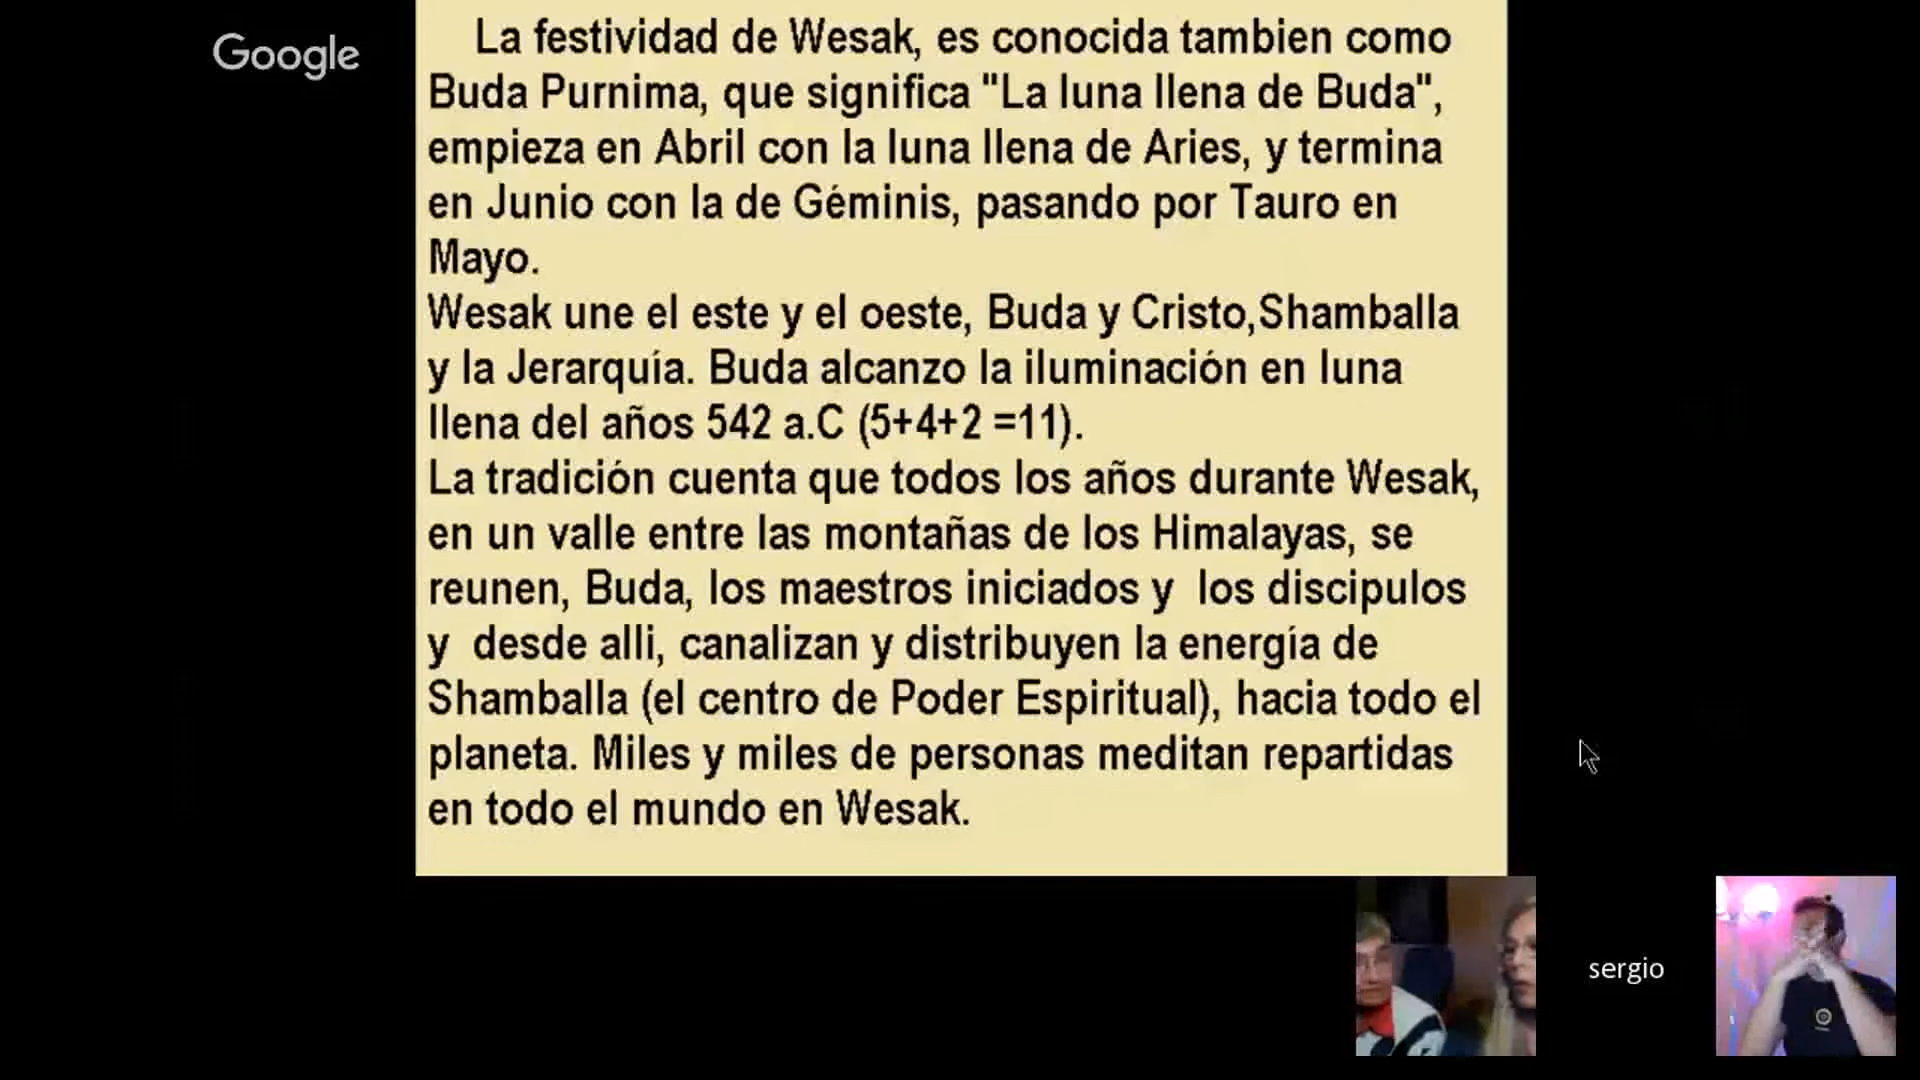 Google
La festividad de Wesak, es conocida tambien como
Buda Purnima, que significa "La luna llena de Buda",
empieza en Abril con la luna llena de Aries, y termina
en Junio con la de Géminis, pasando por Tauro en
Mayo.
Wesak une el este y el oeste, Buda y Cristo,Shamballa
y la Jerarquía. Buda alcanzo la iluminación en luna
llena del años 542 a.C (5+4+2 =11).
La tradición cuenta que todos los años durante Wesak,
en un valle entre las montañas de los Himalayas, se
reunen, Buda, los maestros iniciados y  los discipulos
y  desde alli, canalizan y distribuyen la energía de
Shamballa (el centro de Poder Espiritual), hacia todo el
planeta. Miles y miles de personas meditan repartidas
en todo el mundo en Wesak.
sergio